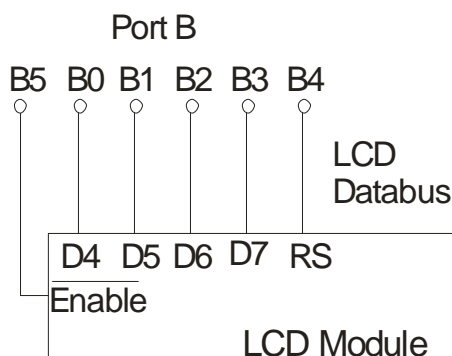 Port B
B5 B0 B1 B2 B3 B4
LCD
Databus
D4 D5 D6 D7 RS
Enable
LCD Module